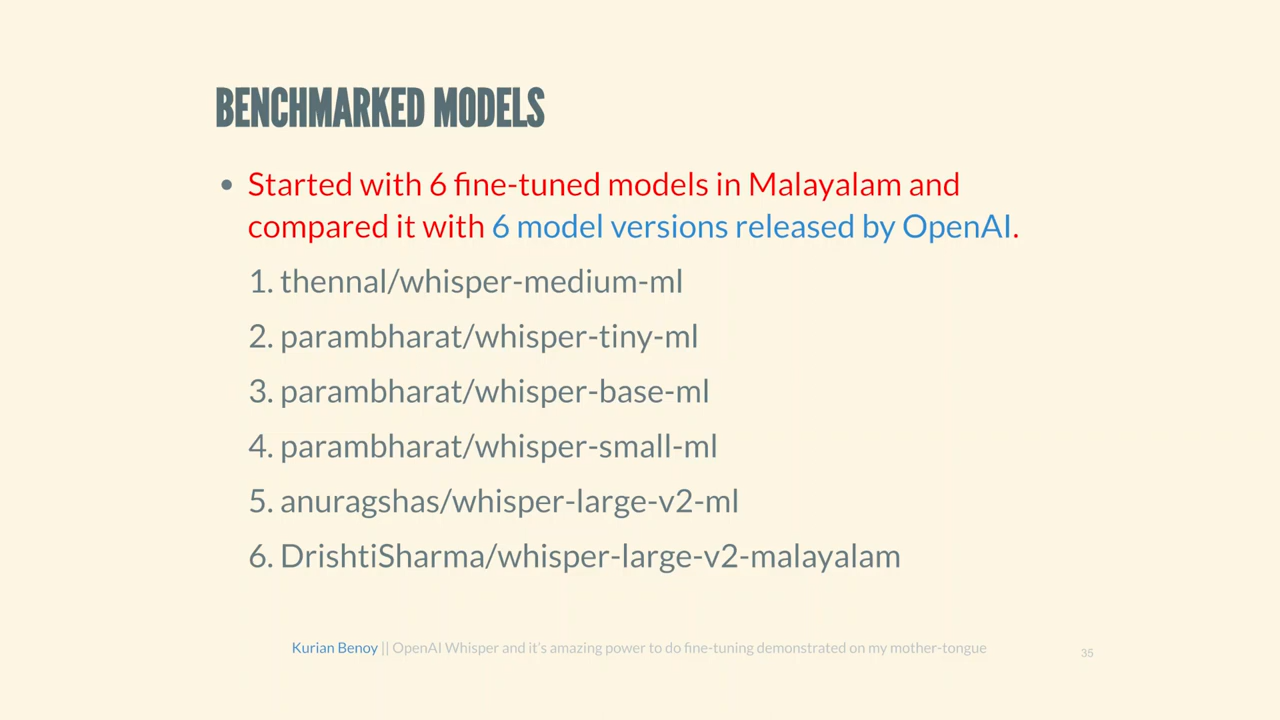 BENCHMARKED MODELS
• Started with 6 fine-tuned models in Malayalam and
compared it with 6 model versions released by OpenAI.
1. thennal/whisper-medium-ml
2. parambharat/whisper-tiny-ml
3. parambharat/whisper-base-ml
4. parambharat/whisper-small-ml
5. anuragshas/whisper-large-v2-ml
6. DrishtiSharma/whisper-large-v2-malayalam
Kurian Benoy || OpenAI Whisper and it's amazing power to do fine-tuning demonstrated on my mother-tongue
35